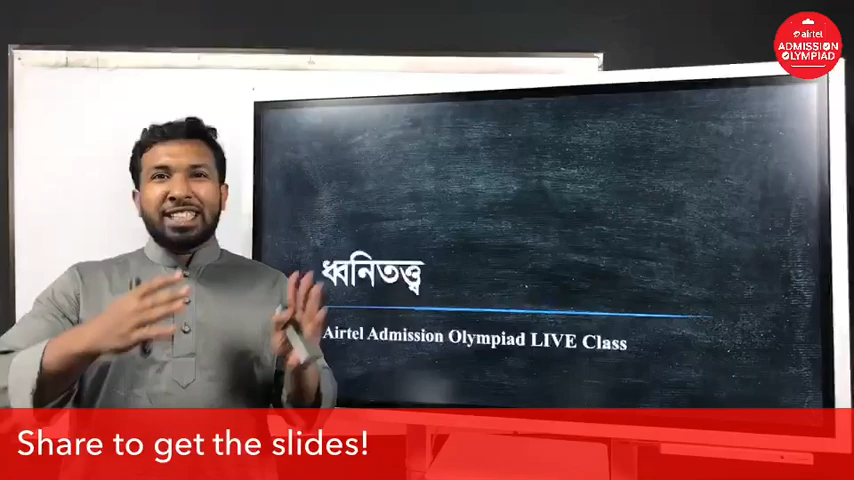 airtel
ADMISSION
OLYMPIAD
ধ্বনিতত্ত্ব
Airtel Admission Olympiad LIVE Class
Share to get the slides!